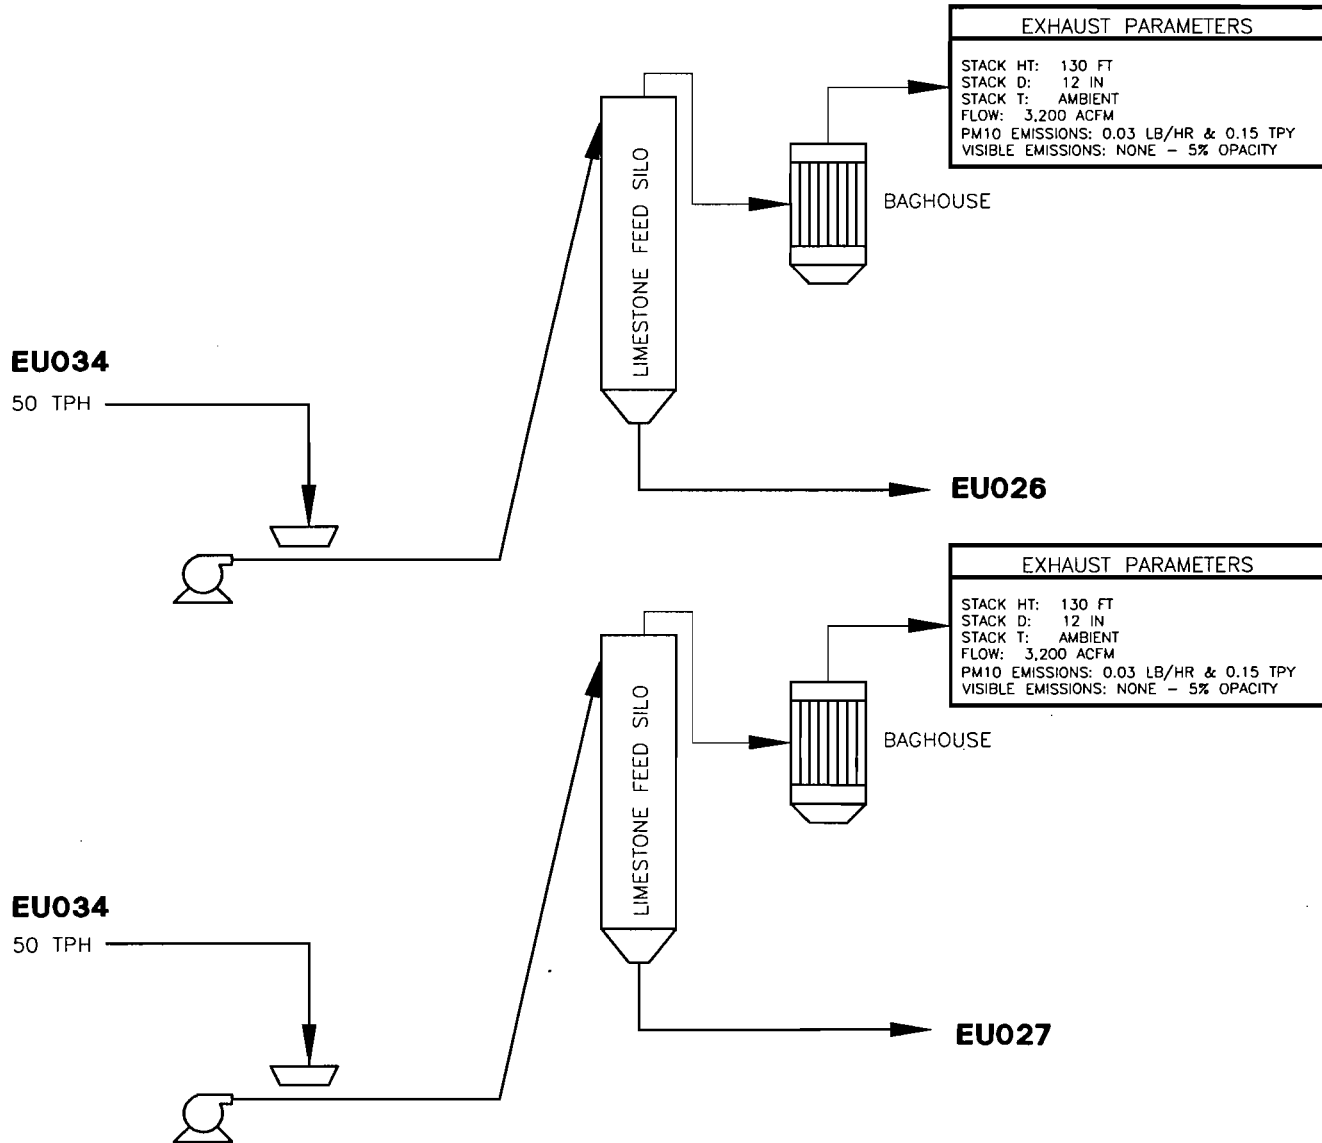 EXHAUST PARAMETERS
STACK HT: 130 FT
STACK D: 12 IN
STACK T: AMBIENT
FLOW: 3,200 ACFM
PM10 EMISSIONS: 0.03 LB/HR & 0.15 TPY
VISIBLE EMISSIONS: NONE – 5% OPACITY
LIMESTONE FEED SILO
BAGHOUSE
EU034
50 TPH
EU026
EXHAUST PARAMETERS
STACK HT: 130 FT
STACK D: 12 IN
STACK T: AMBIENT
FLOW: 3,200 ACFM
PM10 EMISSIONS: 0.03 LB/HR & 0.15 TPY
VISIBLE EMISSIONS: NONE – 5% OPACITY
LIMESTONE FEED SILO
BAGHOUSE
EU034
50 TPH
EU027